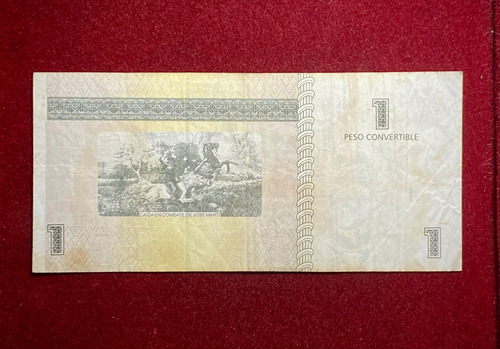 1
PESO CONVERTIBLE
CAIDA EN COMBATE DE JOSE MARTI
1
1